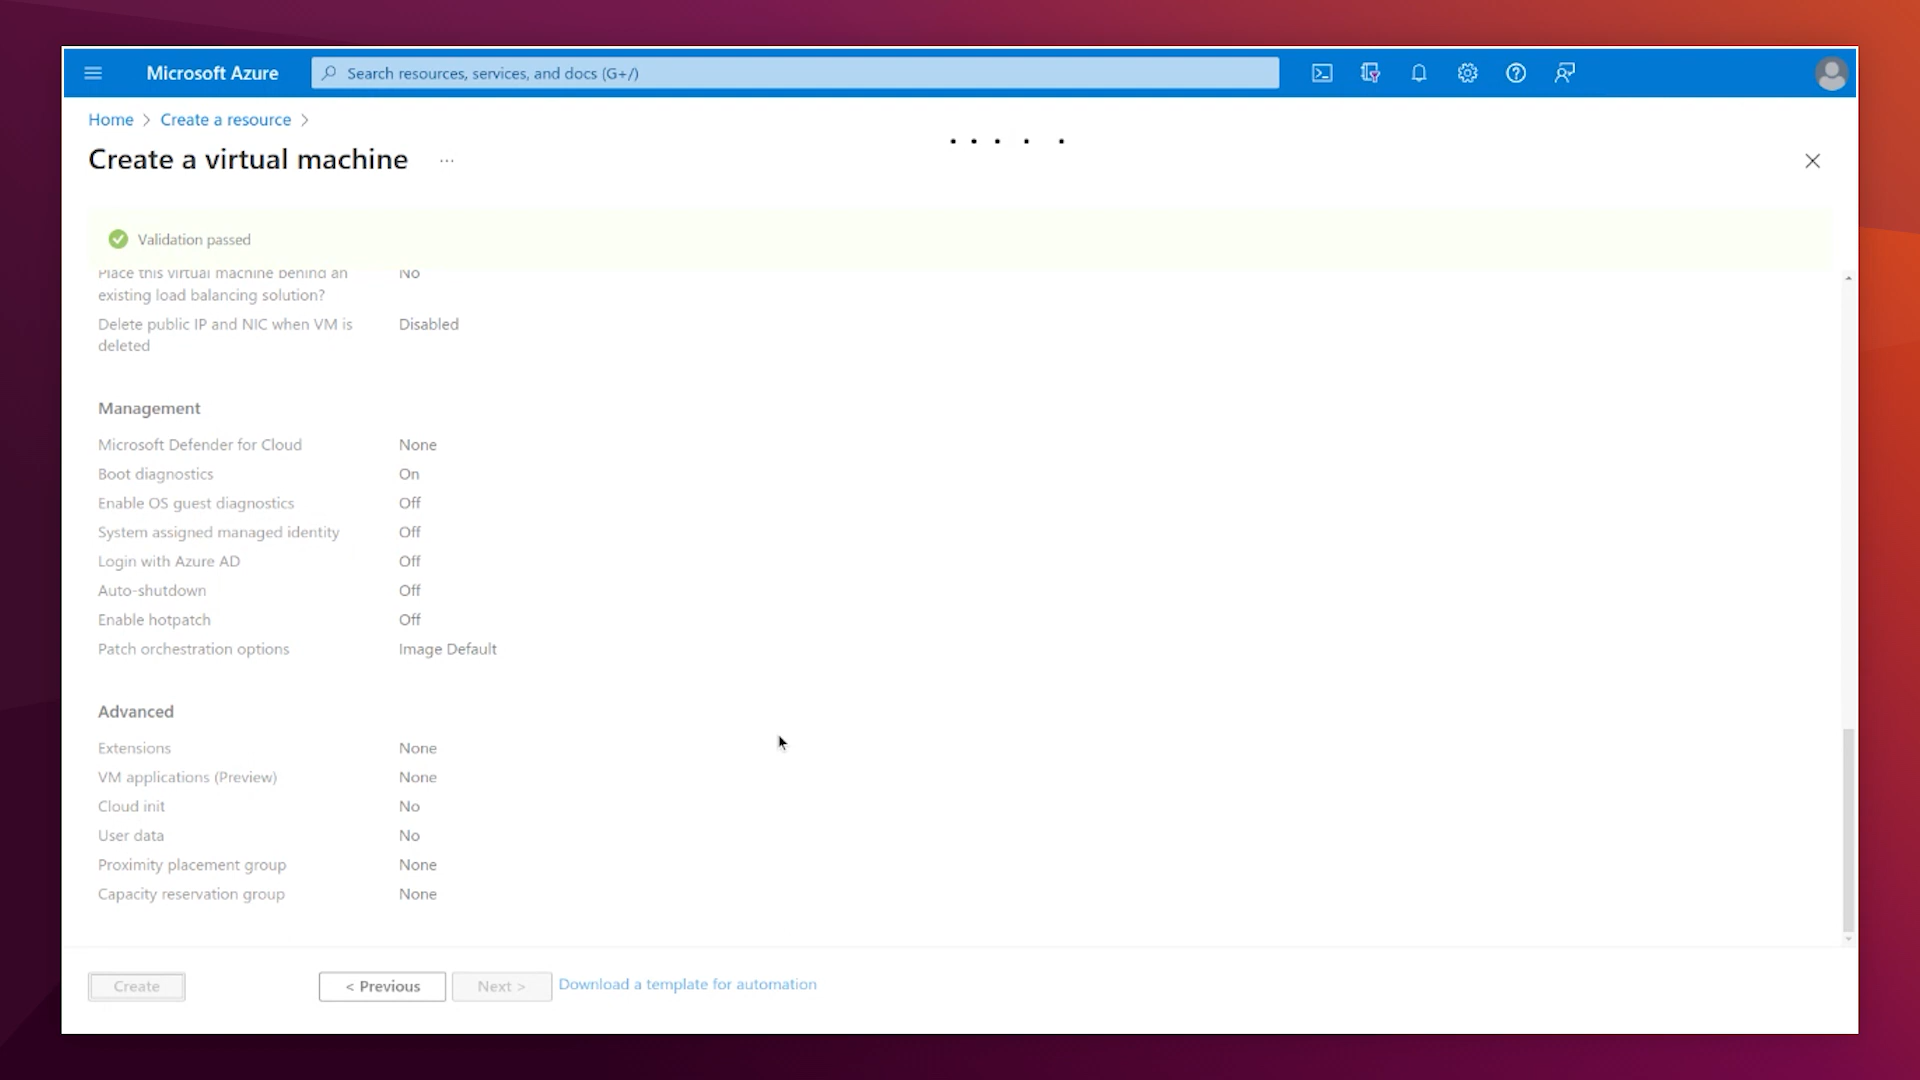 Microsoft Azure
Search resources, services, and docs (G+/)
Home > Create a resource >
Create a virtual machine ...
Validation passed
Place this virtual machine behind an existing load balancing solution? No
Delete public IP and NIC when VM is deleted Disabled
Management
Microsoft Defender for Cloud None
Boot diagnostics On
Enable OS guest diagnostics Off
System assigned managed identity Off
Login with Azure AD Off
Auto-shutdown Off
Enable hotpatch Off
Patch orchestration options Image Default
Advanced
Extensions None
VM applications (Preview) None
Cloud init No
User data No
Proximity placement group None
Capacity reservation group None
Create
< Previous
Next >
Download a template for automation